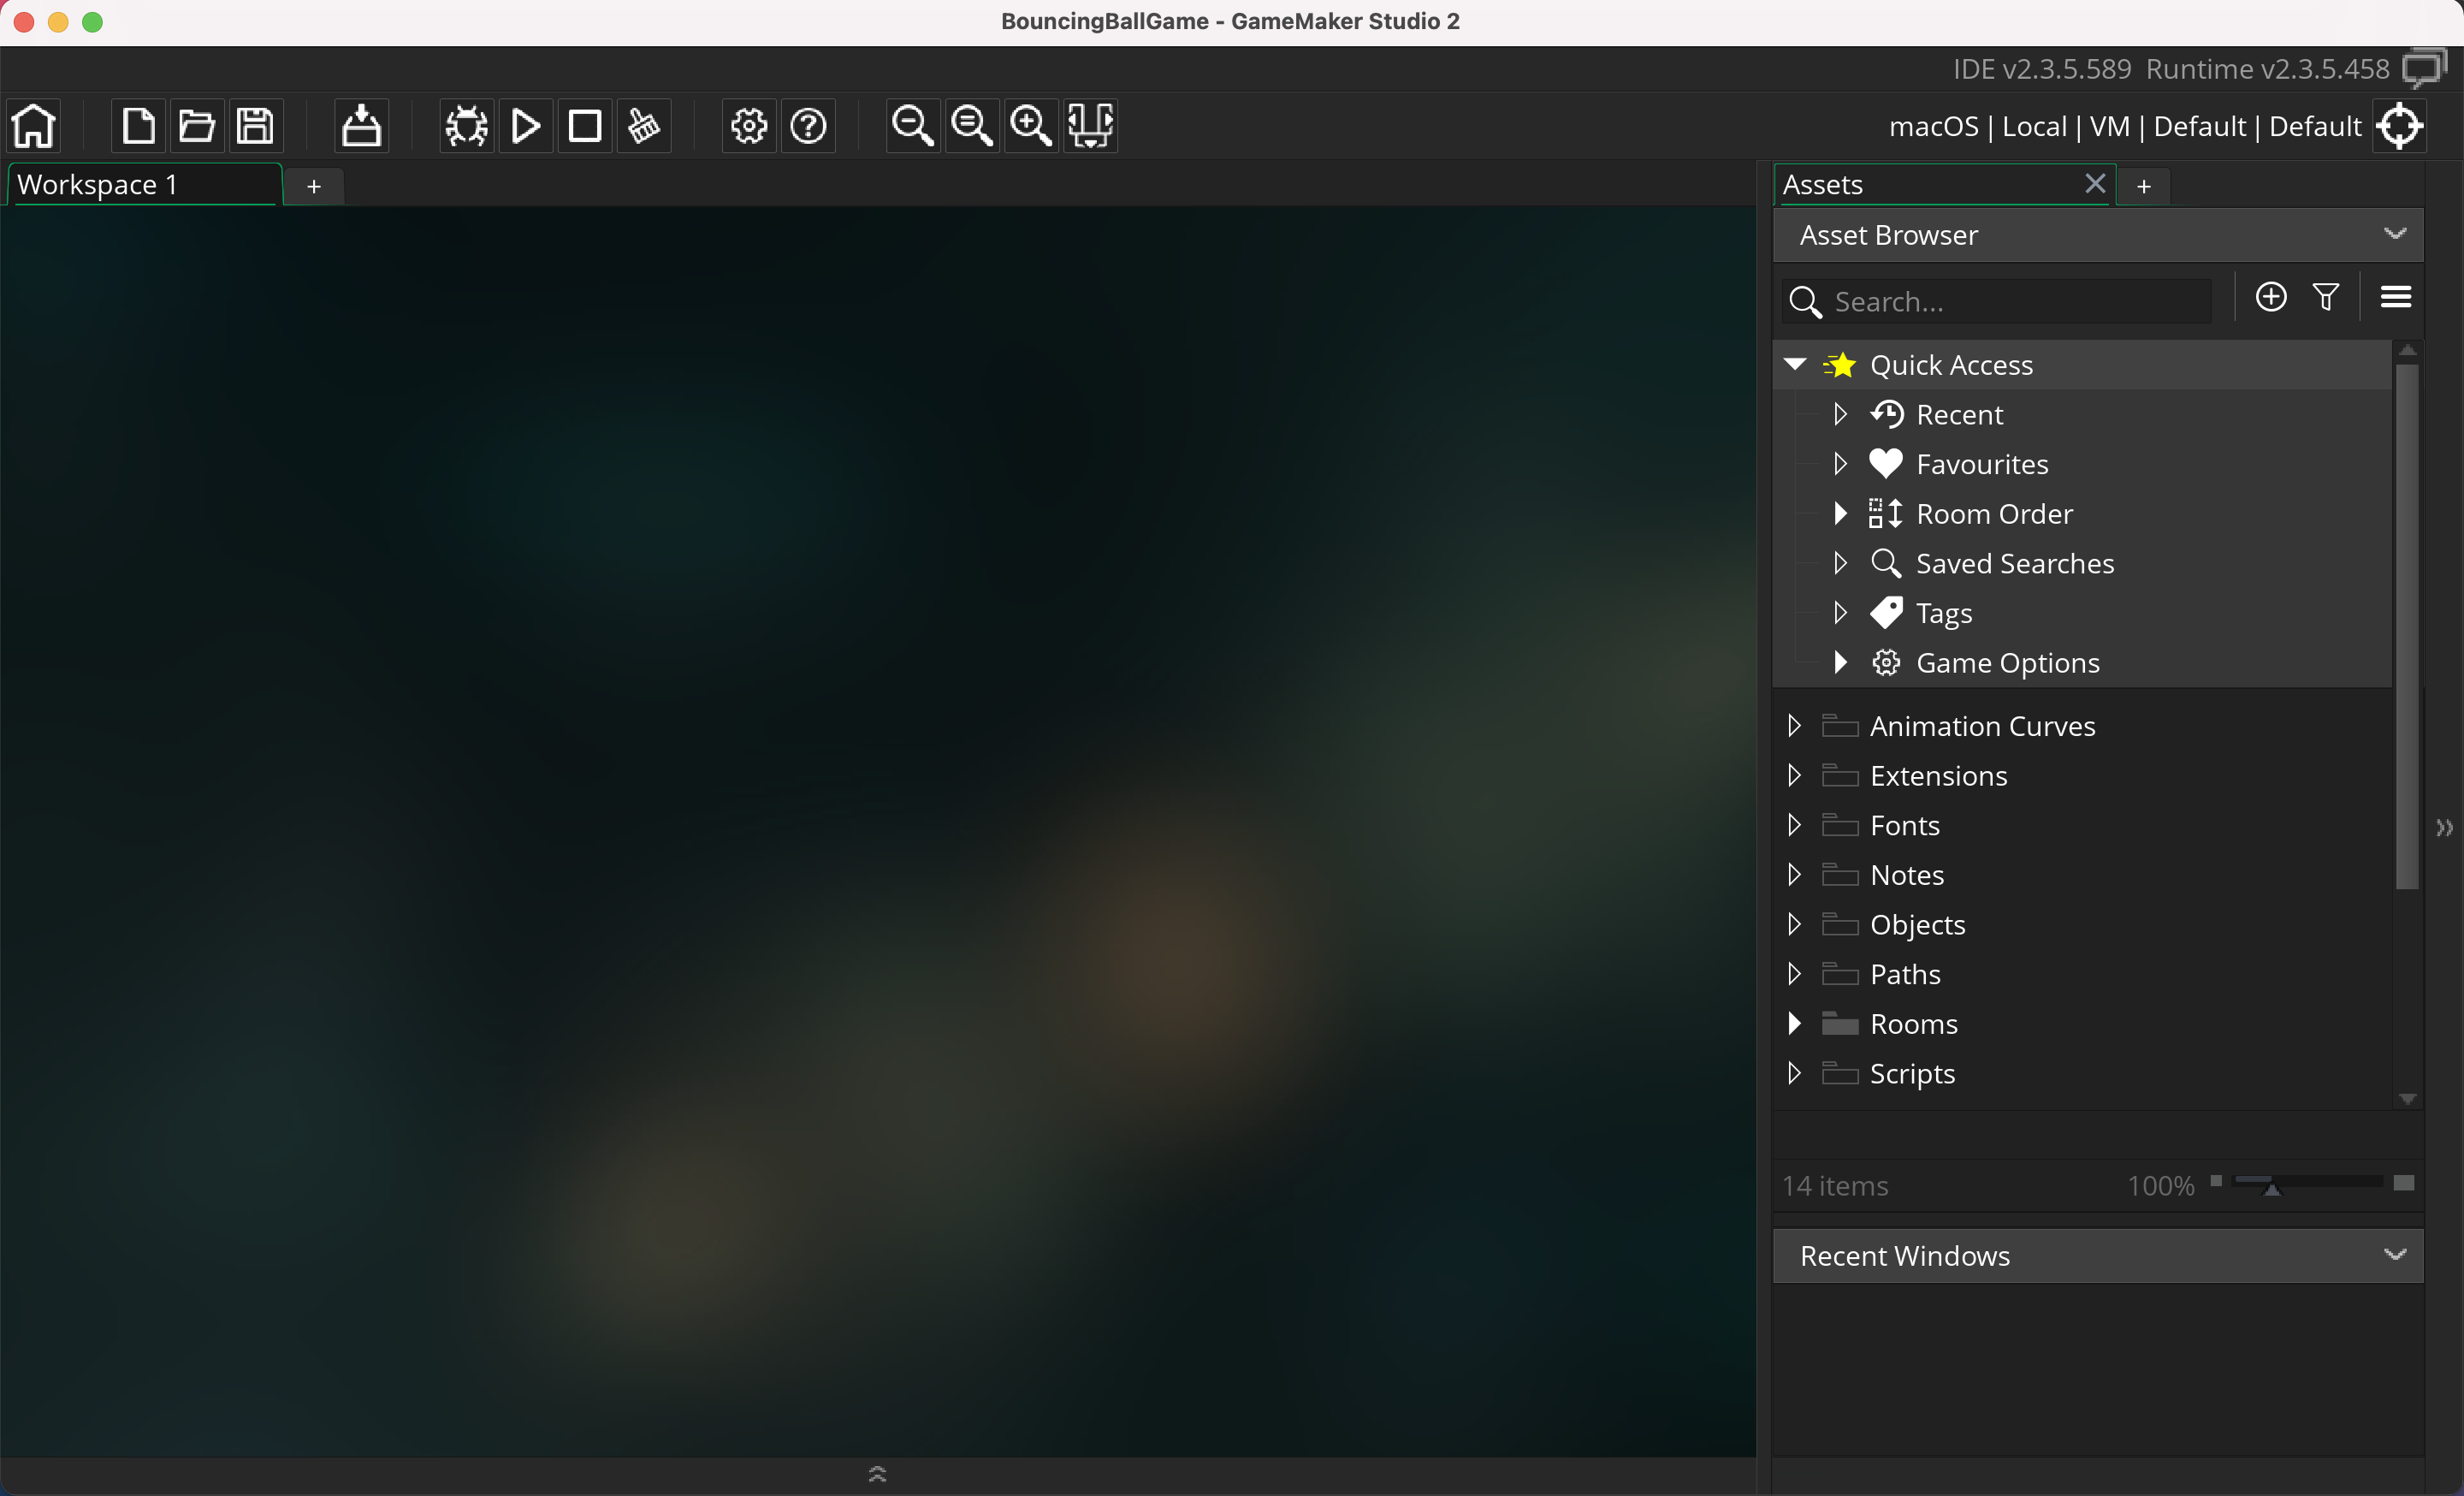 BouncingBallGame - GameMaker Studio 2
IDE v2.3.5.589 Runtime v2.3.5.458
macOS | Local | VM | Default | Default
Workspace 1
+
Assets
+
Asset Browser
Search...
Quick Access
Recent
Favourites
Room Order
Saved Searches
Tags
Game Options
Animation Curves
Extensions
Fonts
Notes
Objects
Paths
Rooms
Scripts
14 items 100%
Recent Windows